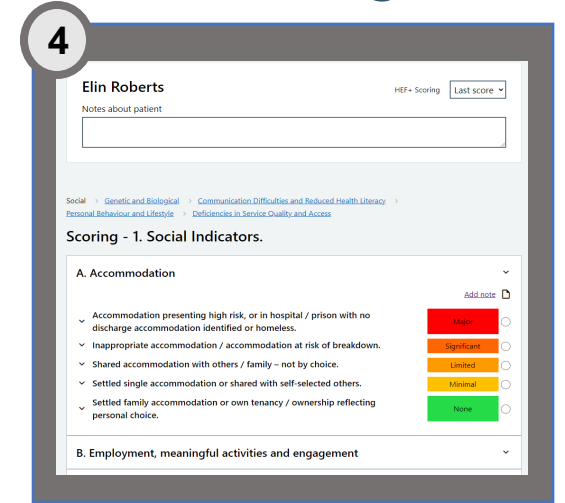 4
Elin Roberts
HEF+ Scoring Last score
Notes about patient
Social > Genetic and Biological > Communication Difficulties and Reduced Health Literacy >
Personal Behaviour and Lifestyle > Deficiencies in Service Quality and Access
Scoring - 1. Social Indicators.
A. Accommodation
Add note
Accommodation presenting high risk, or in hospital / prison with no
discharge accommodation identified or homeless.
Major
Inappropriate accommodation / accommodation at risk of breakdown.
Significant
Shared accommodation with others / family – not by choice.
Limited
Settled single accommodation or shared with self-selected others.
Minimal
Settled family accommodation or own tenancy / ownership reflecting
personal choice.
None
B. Employment, meaningful activities and engagement